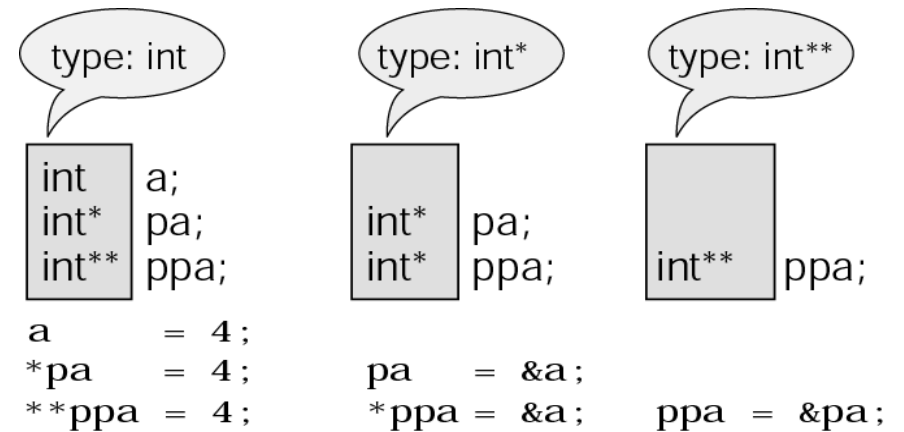 type: int
int a;
int* pa;
int** ppa;
a = 4;
*pa = 4;
**ppa = 4;
type: int*
int* pa;
int* ppa;
pa = &a;
*ppa = &a;
type: int**
int** ppa;
ppa = &pa;